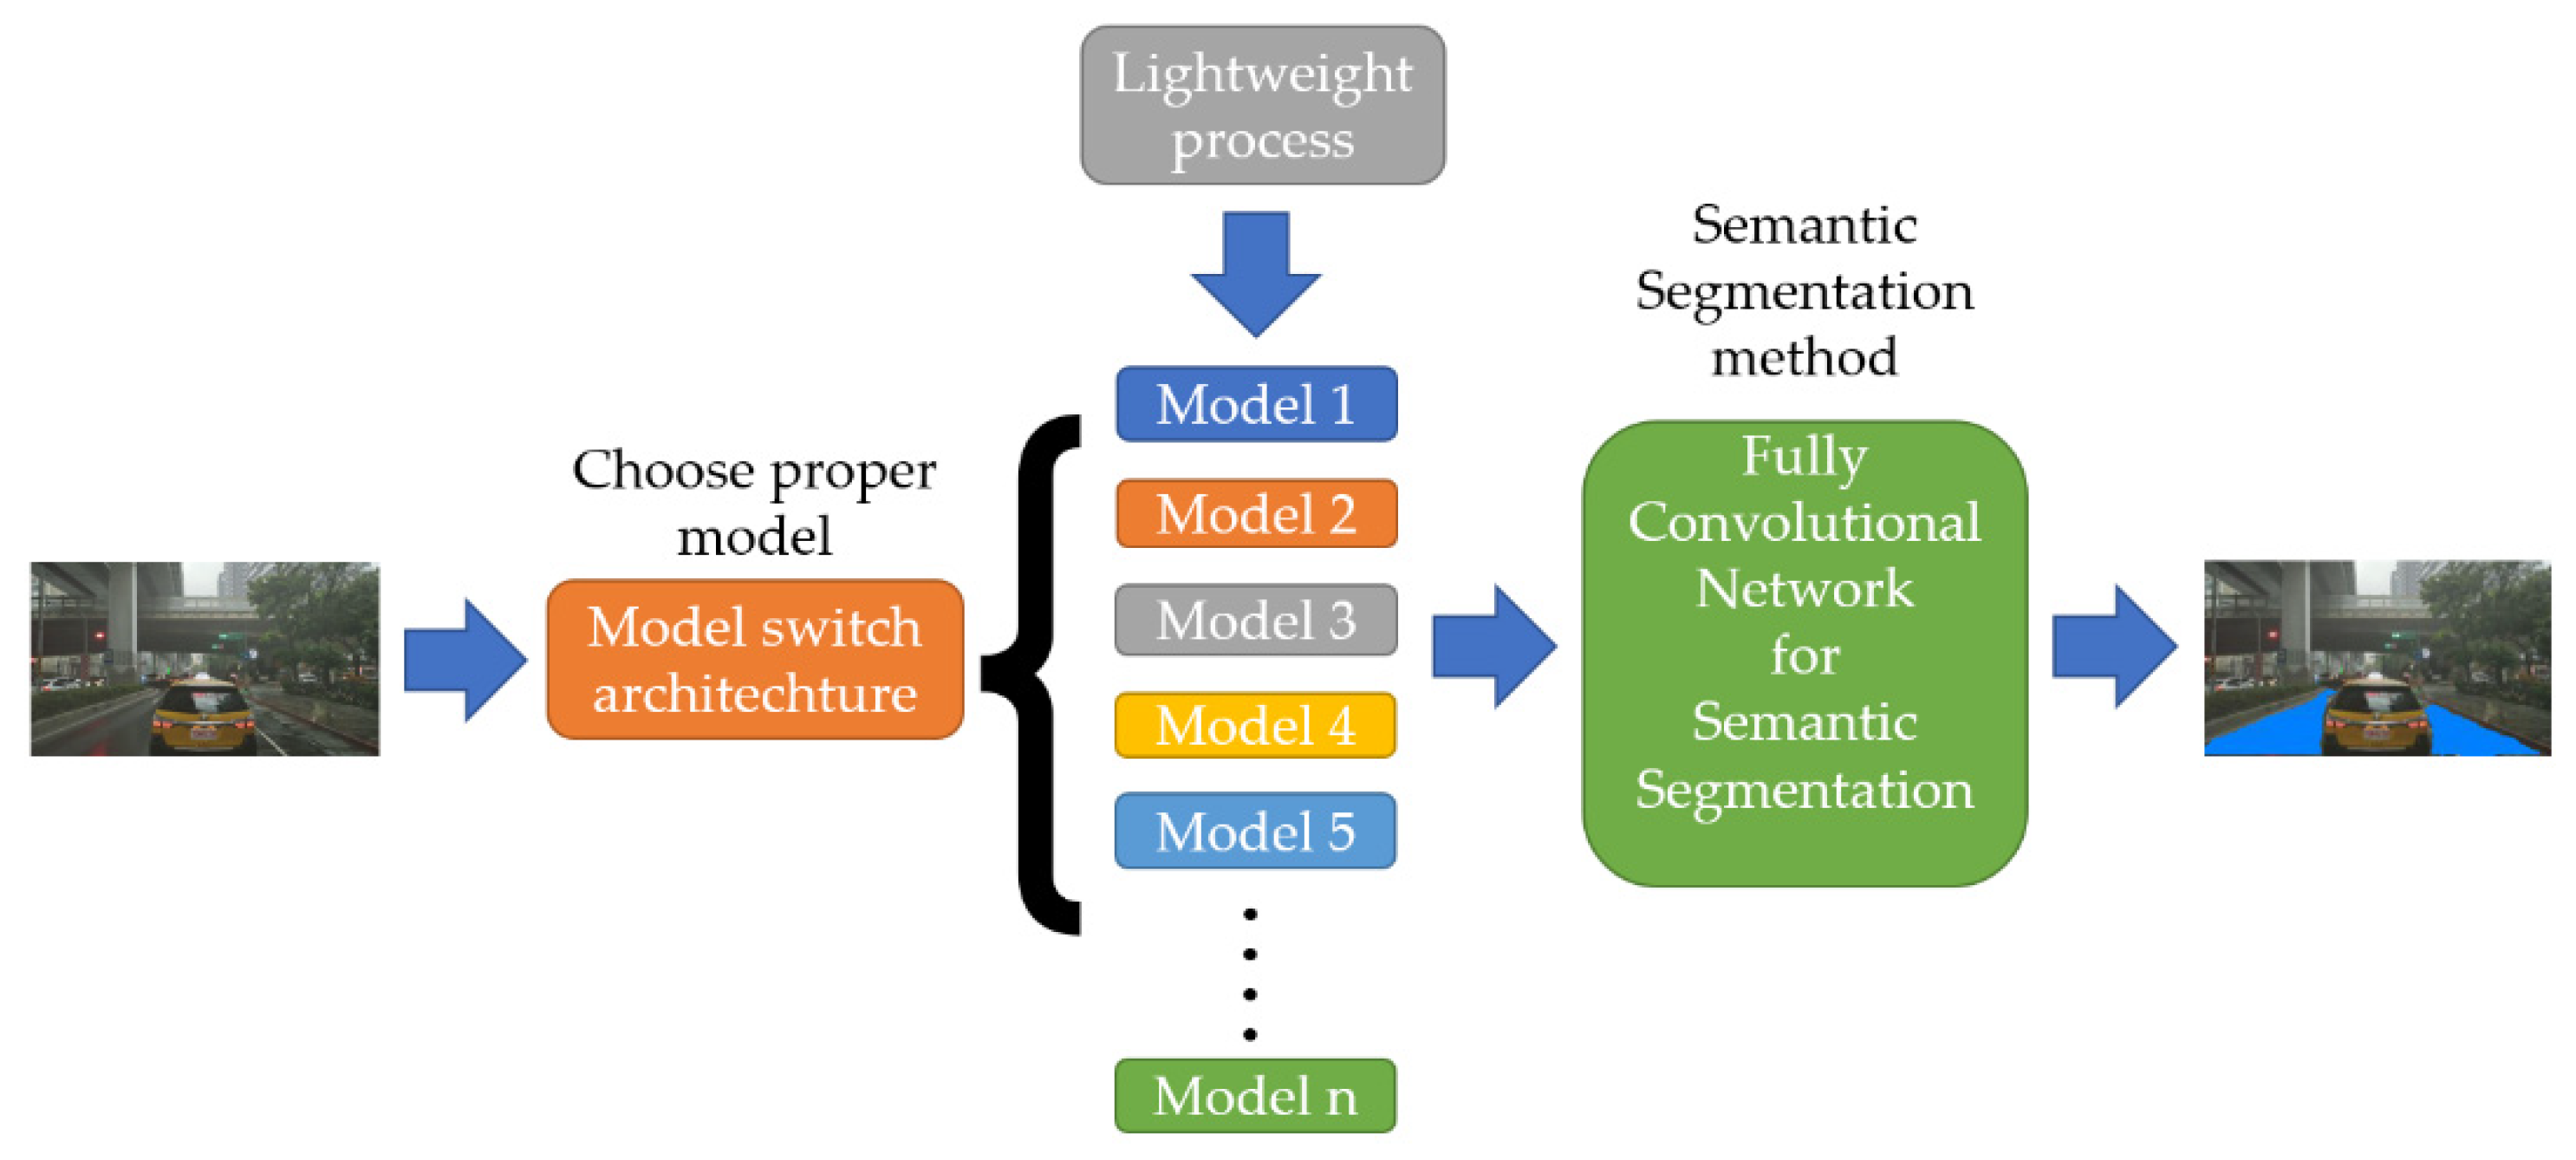 Lightweight
process
Semantic
Segmentation
method
Choose proper
model
Model switch
architechture
Model 1
Model 2
Model 3
Model 4
Model 5
Model n
Fully
Convolutional
Network
for
Semantic
Segmentation